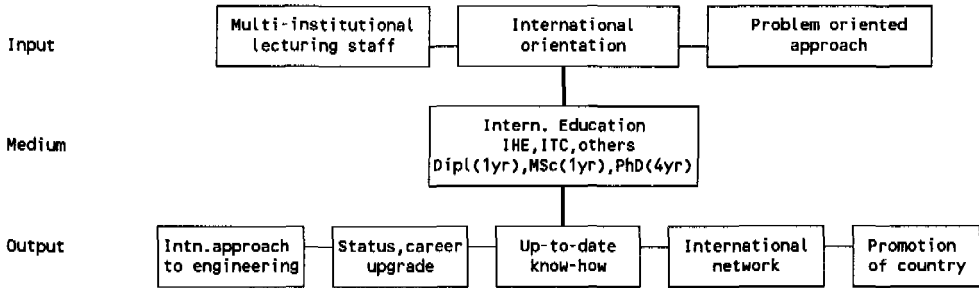 Input
Multi-institutional
lecturing staff
International
orientation
Problem oriented
approach
Medium
Intern. Education
IHE,ITC,others
Dipl(1yr),MSc(1yr),PhD(4yr)
Output
Intn.approach
to engineering
Status,career
upgrade
Up-to-date
know-how
International
network
Promotion
of country